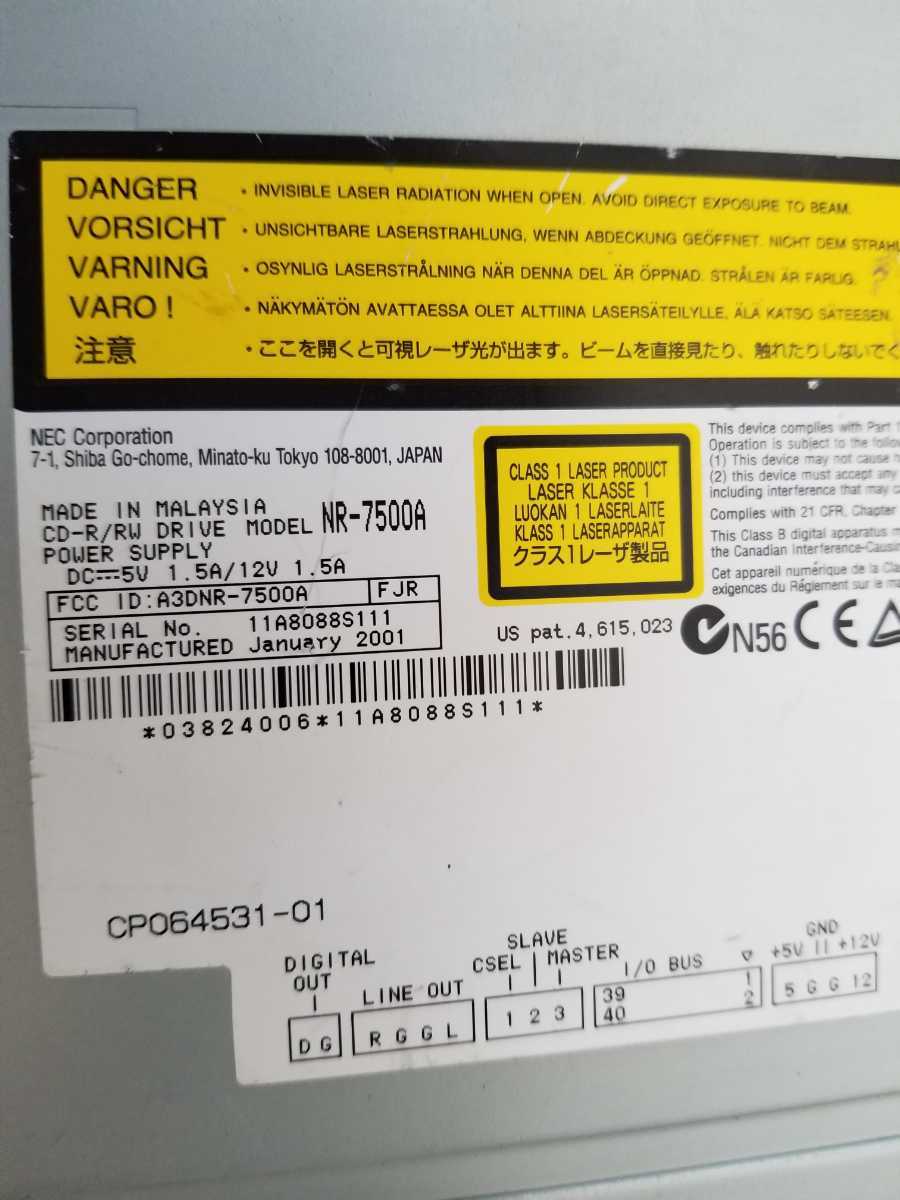 DANGER ・INVISIBLE LASER RADIATION WHEN OPEN. AVOID DIRECT EXPOSURE TO BEAM.
VORSICHT ・UNSICHTBARE LASERSTRAHLUNG, WENN ABDECKUNG GEÖFFNET. NICHT DEM STRAHL
VARNING ・OSYNLIG LASERSTRÅLNING NÄR DENNA DEL ÄR ÖPPNAD. STRÅLEN ÄR FARLIG.
VARO ! ・NÄKYMÄTÖN AVATTAESSA OLET ALTTIINA LASERSÄTEILYLLE. ÄLÄ KATSO SÄTEESEEN.
注意 ・ここを開くと可視レーザ光が出ます。ビームを直接見たり、触れたりしないでく
NEC Corporation
7-1, Shiba Go-chome, Minato-ku Tokyo 108-8001, JAPAN
MADE IN MALAYSIA
CD-R/RW DRIVE MODEL NR-7500A
POWER SUPPLY
DC⎓5V 1.5A/12V 1.5A
FCC ID:A3DNR-7500A FJR
SERIAL No. 11A8088S111
MANUFACTURED January 2001
CLASS 1 LASER PRODUCT
LASER KLASSE 1
LUOKAN 1 LASERLAITE
KLASS 1 LASERAPPARAT
クラス1レーザ製品
This device complies with Part
Operation is subject to the follow
(1) This device may not cause
(2) this device must accept any
including interference that may
Complies with 21 CFR, Chapter
This Class B digital apparatus
the Canadian Interference-Causin
Cet appareil numérique de la Cla
exigences du Réglement sur le
US pat.4,615,023
N56 CE
*03824006*11A8088S111*
CP064531-01
DIGITAL OUT
LINE OUT
CSEL SLAVE MASTER
I/O BUS
GND
+5V +12V
D G
R G G L
1 2 3
39 1
40 2
5 G G 12